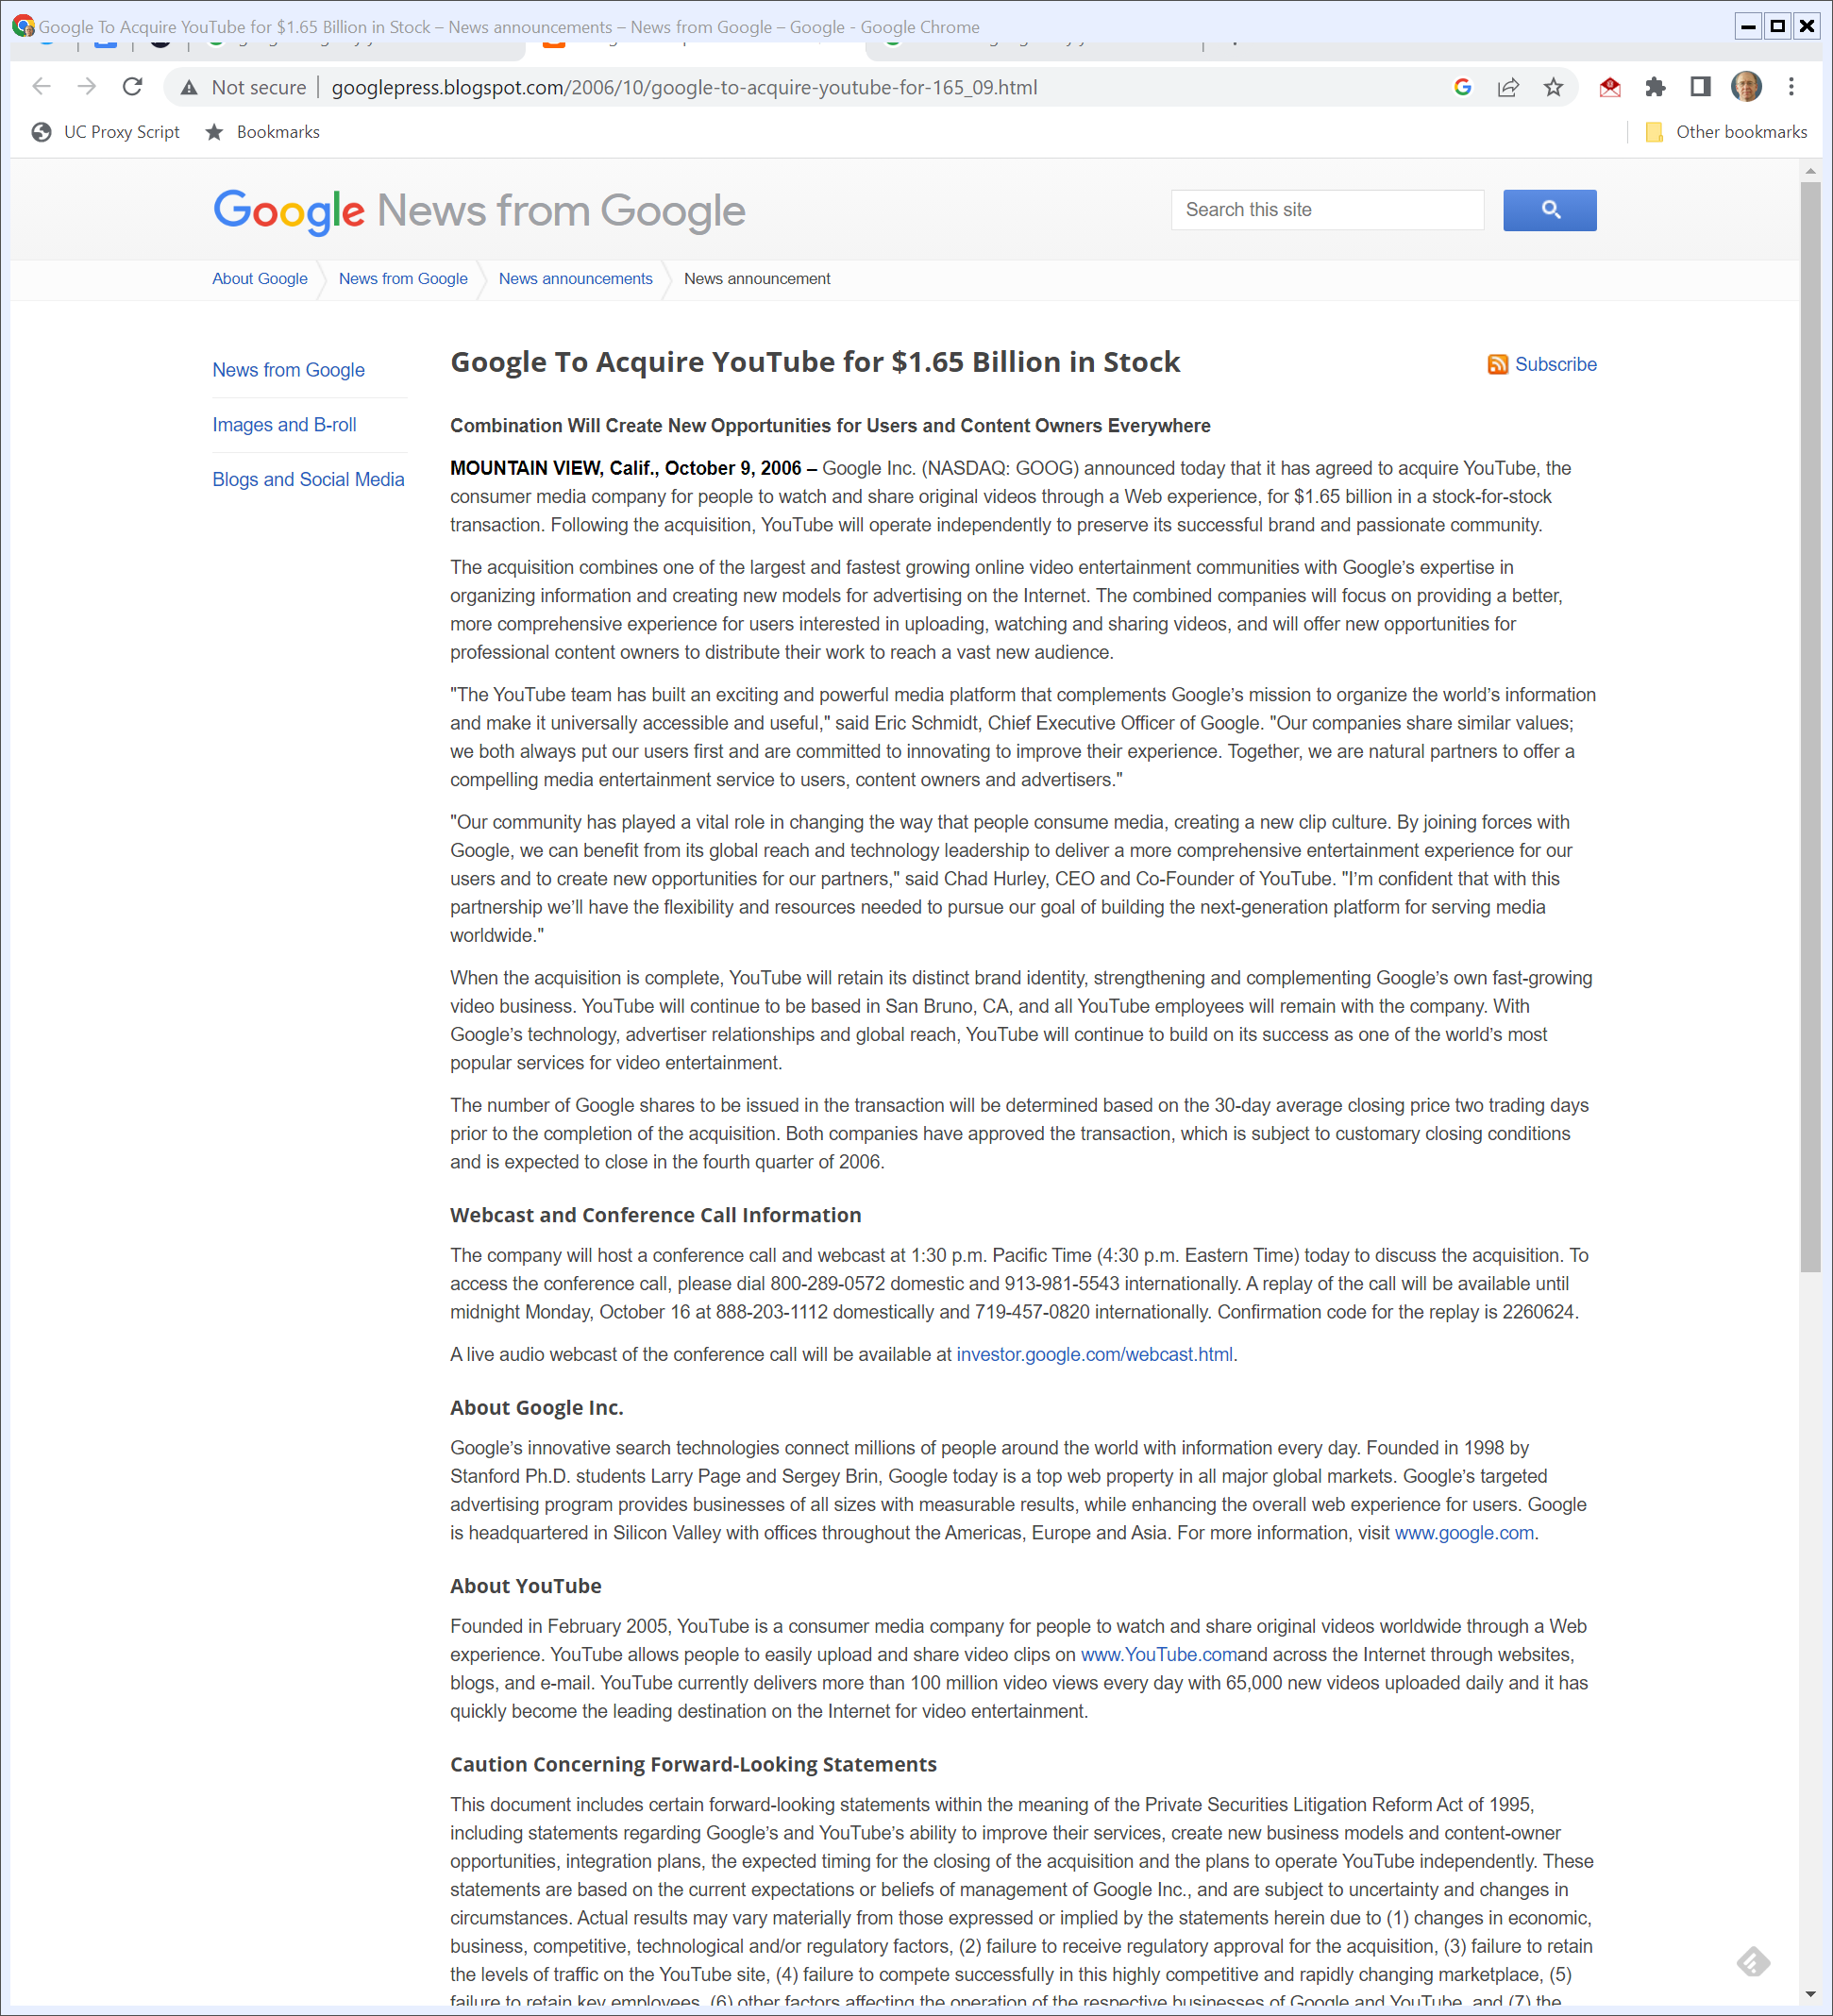 Google To Acquire YouTube for $1.65 Billion in Stock – News announcements – News from Google – Google - Google Chrome
Not secure | googlepress.blogspot.com/2006/10/google-to-acquire-youtube-for-165_09.html
UC Proxy Script Bookmarks Other bookmarks
Google News from Google Search this site
About Google News from Google News announcements News announcement
News from Google
Images and B-roll
Blogs and Social Media
Google To Acquire YouTube for $1.65 Billion in Stock
Subscribe
Combination Will Create New Opportunities for Users and Content Owners Everywhere
MOUNTAIN VIEW, Calif., October 9, 2006 – Google Inc. (NASDAQ: GOOG) announced today that it has agreed to acquire YouTube, the
consumer media company for people to watch and share original videos through a Web experience, for $1.65 billion in a stock-for-stock
transaction. Following the acquisition, YouTube will operate independently to preserve its successful brand and passionate community.
The acquisition combines one of the largest and fastest growing online video entertainment communities with Google’s expertise in
organizing information and creating new models for advertising on the Internet. The combined companies will focus on providing a better,
more comprehensive experience for users interested in uploading, watching and sharing videos, and will offer new opportunities for
professional content owners to distribute their work to reach a vast new audience.
"The YouTube team has built an exciting and powerful media platform that complements Google’s mission to organize the world’s information
and make it universally accessible and useful," said Eric Schmidt, Chief Executive Officer of Google. "Our companies share similar values;
we both always put our users first and are committed to innovating to improve their experience. Together, we are natural partners to offer a
compelling media entertainment service to users, content owners and advertisers."
"Our community has played a vital role in changing the way that people consume media, creating a new clip culture. By joining forces with
Google, we can benefit from its global reach and technology leadership to deliver a more comprehensive entertainment experience for our
users and to create new opportunities for our partners," said Chad Hurley, CEO and Co-Founder of YouTube. "I’m confident that with this
partnership we’ll have the flexibility and resources needed to pursue our goal of building the next-generation platform for serving media
worldwide."
When the acquisition is complete, YouTube will retain its distinct brand identity, strengthening and complementing Google’s own fast-growing
video business. YouTube will continue to be based in San Bruno, CA, and all YouTube employees will remain with the company. With
Google’s technology, advertiser relationships and global reach, YouTube will continue to build on its success as one of the world’s most
popular services for video entertainment.
The number of Google shares to be issued in the transaction will be determined based on the 30-day average closing price two trading days
prior to the completion of the acquisition. Both companies have approved the transaction, which is subject to customary closing conditions
and is expected to close in the fourth quarter of 2006.
Webcast and Conference Call Information
The company will host a conference call and webcast at 1:30 p.m. Pacific Time (4:30 p.m. Eastern Time) today to discuss the acquisition. To
access the conference call, please dial 800-289-0572 domestic and 913-981-5543 internationally. A replay of the call will be available until
midnight Monday, October 16 at 888-203-1112 domestically and 719-457-0820 internationally. Confirmation code for the replay is 2260624.
A live audio webcast of the conference call will be available at investor.google.com/webcast.html.
About Google Inc.
Google’s innovative search technologies connect millions of people around the world with information every day. Founded in 1998 by
Stanford Ph.D. students Larry Page and Sergey Brin, Google today is a top web property in all major global markets. Google’s targeted
advertising program provides businesses of all sizes with measurable results, while enhancing the overall web experience for users. Google
is headquartered in Silicon Valley with offices throughout the Americas, Europe and Asia. For more information, visit www.google.com.
About YouTube
Founded in February 2005, YouTube is a consumer media company for people to watch and share original videos worldwide through a Web
experience. YouTube allows people to easily upload and share video clips on www.YouTube.comand across the Internet through websites,
blogs, and e-mail. YouTube currently delivers more than 100 million video views every day with 65,000 new videos uploaded daily and it has
quickly become the leading destination on the Internet for video entertainment.
Caution Concerning Forward-Looking Statements
This document includes certain forward-looking statements within the meaning of the Private Securities Litigation Reform Act of 1995,
including statements regarding Google’s and YouTube’s ability to improve their services, create new business models and content-owner
opportunities, integration plans, the expected timing for the closing of the acquisition and the plans to operate YouTube independently. These
statements are based on the current expectations or beliefs of management of Google Inc., and are subject to uncertainty and changes in
circumstances. Actual results may vary materially from those expressed or implied by the statements herein due to (1) changes in economic,
business, competitive, technological and/or regulatory factors, (2) failure to receive regulatory approval for the acquisition, (3) failure to retain
the levels of traffic on the YouTube site, (4) failure to compete successfully in this highly competitive and rapidly changing marketplace, (5)
failure to retain key employees, (6) other factors affecting the operation of the respective businesses of Google and YouTube, and (7) the